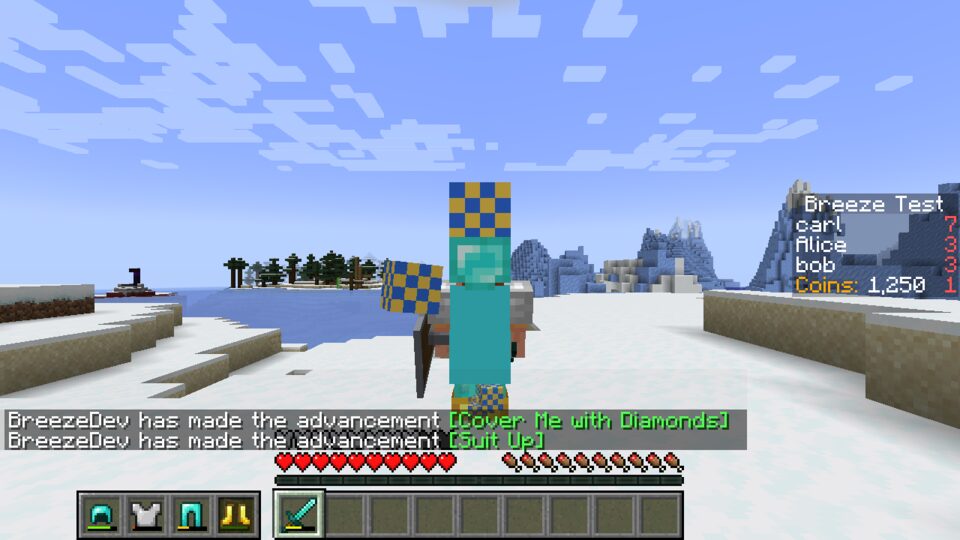 Breeze Test
carl 7
Alice 3
bob 3
Coins: 1,250 1
BreezeDev has made the advancement [Cover Me with Diamonds]
BreezeDev has made the advancement [Suit Up]